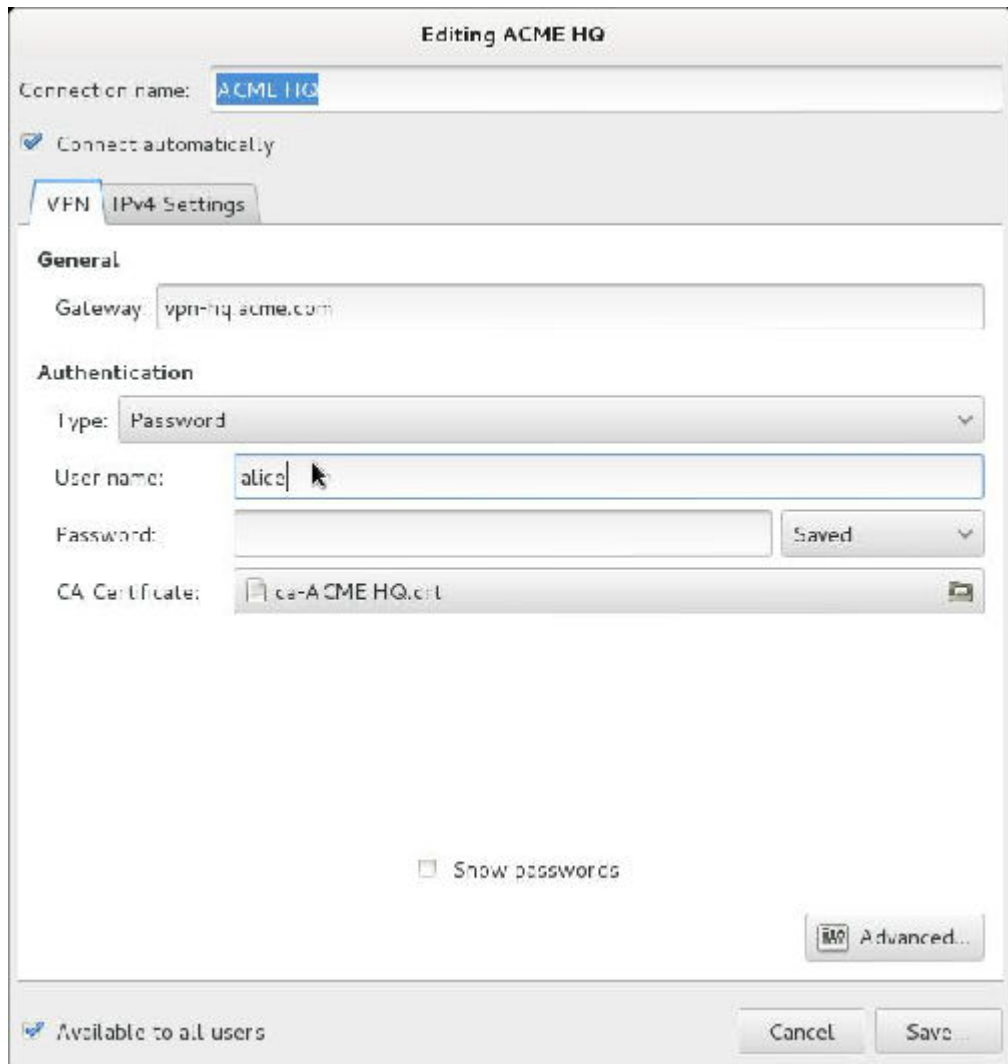 Editing ACME HQ
Connection name: ACME HQ
Connect automatically
VPN IPv4 Settings
General
Gateway: vpn-hq.acme.com
Authentication
Type: Password
User name: alice
Password: Saved
CA Certificate: ca-ACME HQ.crt
Show passwords
Advanced...
Available to all users Cancel Save...